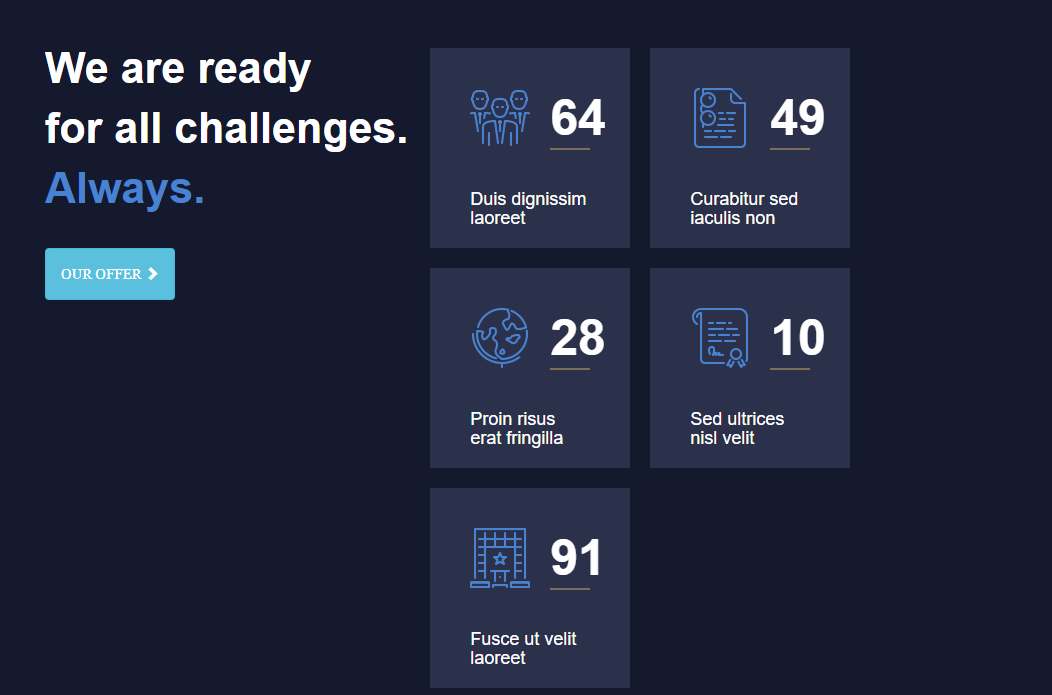 We are ready
for all challenges.
Always.
OUR OFFER
64
Duis dignissim
laoreet
49
Curabitur sed
iaculis non
28
Proin risus
erat fringilla
10
Sed ultrices
nisl velit
91
Fusce ut velit
laoreet